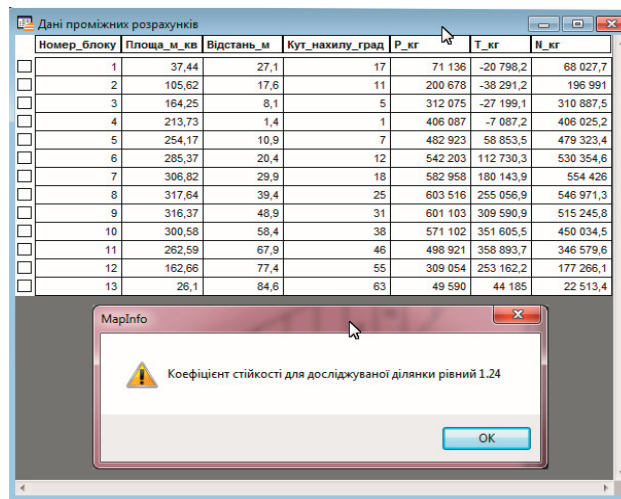 Дані проміжних розрахунків
Номер_блоку Площа_м_кв Відстань_м Кут_нахилу_град P_кг T_кг N_кг
1 37,44 27,1 17 71 136 -20 798,2 68 027,7
2 105,62 17,6 11 200 678 -38 291,2 196 991
3 164,25 8,1 5 312 075 -27 199,1 310 887,5
4 213,73 1,4 1 406 087 -7 087,2 406 025,2
5 254,17 10,9 7 482 923 58 853,5 479 323,4
6 285,37 20,4 12 542 203 112 730,3 530 354,6
7 306,82 29,9 18 582 958 180 143,9 554 426
8 317,64 39,4 25 603 516 255 056,9 546 971,3
9 316,37 48,9 31 601 103 309 590,9 515 245,8
10 300,58 58,4 38 571 102 351 605,5 450 034,5
11 262,59 67,9 46 498 921 358 893,7 346 579,6
12 162,66 77,4 55 309 054 253 162,2 177 266,1
13 26,1 84,6 63 49 590 44 185 22 513,4
MapInfo
Коефіцієнт стійкості для досліджуваної ділянки рівний 1.24
OK